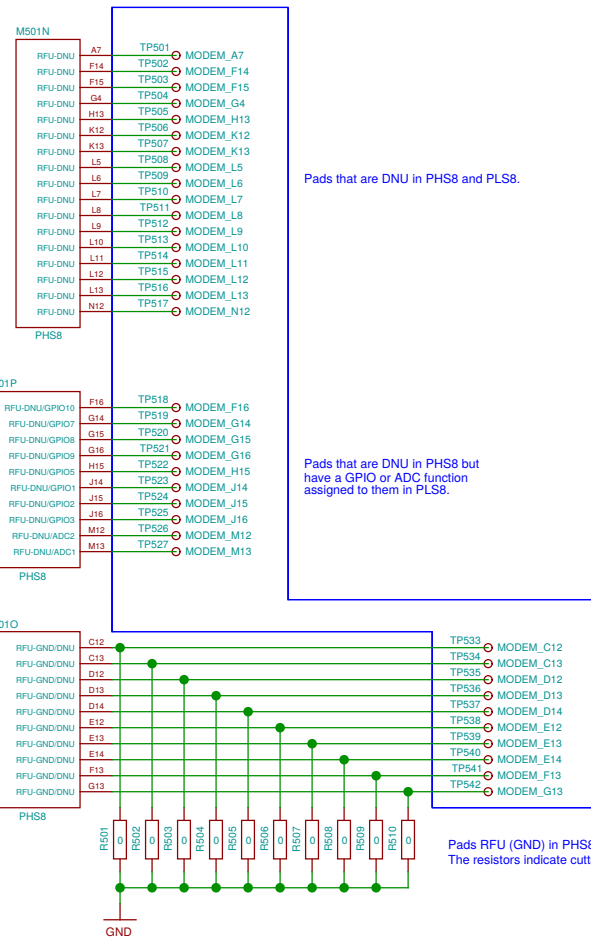 M501N
RFU-DNU A7 TP501 MODEM_A7
RFU-DNU F14 TP502 MODEM_F14
RFU-DNU F15 TP503 MODEM_F15
RFU-DNU G4 TP504 MODEM_G4
RFU-DNU H13 TP505 MODEM_H13
RFU-DNU K12 TP506 MODEM_K12
RFU-DNU K13 TP507 MODEM_K13
RFU-DNU L5 TP508 MODEM_L5
RFU-DNU L6 TP509 MODEM_L6
RFU-DNU L7 TP510 MODEM_L7
RFU-DNU L8 TP511 MODEM_L8
RFU-DNU L9 TP512 MODEM_L9
RFU-DNU L10 TP513 MODEM_L10
RFU-DNU L11 TP514 MODEM_L11
RFU-DNU L12 TP515 MODEM_L12
RFU-DNU L13 TP516 MODEM_L13
RFU-DNU N12 TP517 MODEM_N12
PHS8
Pads that are DNU in PHS8 and PLS8.
01P
RFU-DNU/GPIO10 F16 TP518 MODEM_F16
RFU-DNU/GPIO7 G14 TP519 MODEM_G14
RFU-DNU/GPIO8 G15 TP520 MODEM_G15
RFU-DNU/GPIO9 G16 TP521 MODEM_G16
RFU-DNU/GPIO5 H15 TP522 MODEM_H15
RFU-DNU/GPIO1 J14 TP523 MODEM_J14
RFU-DNU/GPIO2 J15 TP524 MODEM_J15
RFU-DNU/GPIO3 J16 TP525 MODEM_J16
RFU-DNU/ADC2 M12 TP526 MODEM_M12
RFU-DNU/ADC1 M13 TP527 MODEM_M13
PHS8
Pads that are DNU in PHS8 but
have a GPIO or ADC function
assigned to them in PLS8.
01O
RFU-GND/DNU C12 TP533 MODEM_C12
RFU-GND/DNU C13 TP534 MODEM_C13
RFU-GND/DNU D12 TP535 MODEM_D12
RFU-GND/DNU D13 TP536 MODEM_D13
RFU-GND/DNU D14 TP537 MODEM_D14
RFU-GND/DNU E12 TP538 MODEM_E12
RFU-GND/DNU E13 TP539 MODEM_E13
RFU-GND/DNU E14 TP540 MODEM_E14
RFU-GND/DNU F13 TP541 MODEM_F13
RFU-GND/DNU G13 TP542 MODEM_G13
PHS8
R501 0 R502 0 R503 0 R504 0 R505 0 R506 0 R507 0 R508 0 R509 0 R510 0
Pads RFU (GND) in PHS8
The resistors indicate cutt
GND